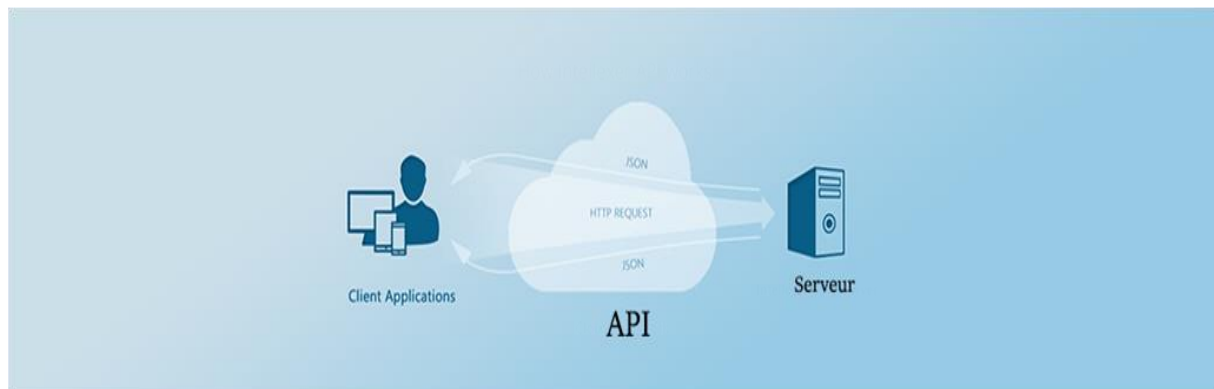 JSON
HTTP REQUEST
JSON
Client Applications
Serveur
API